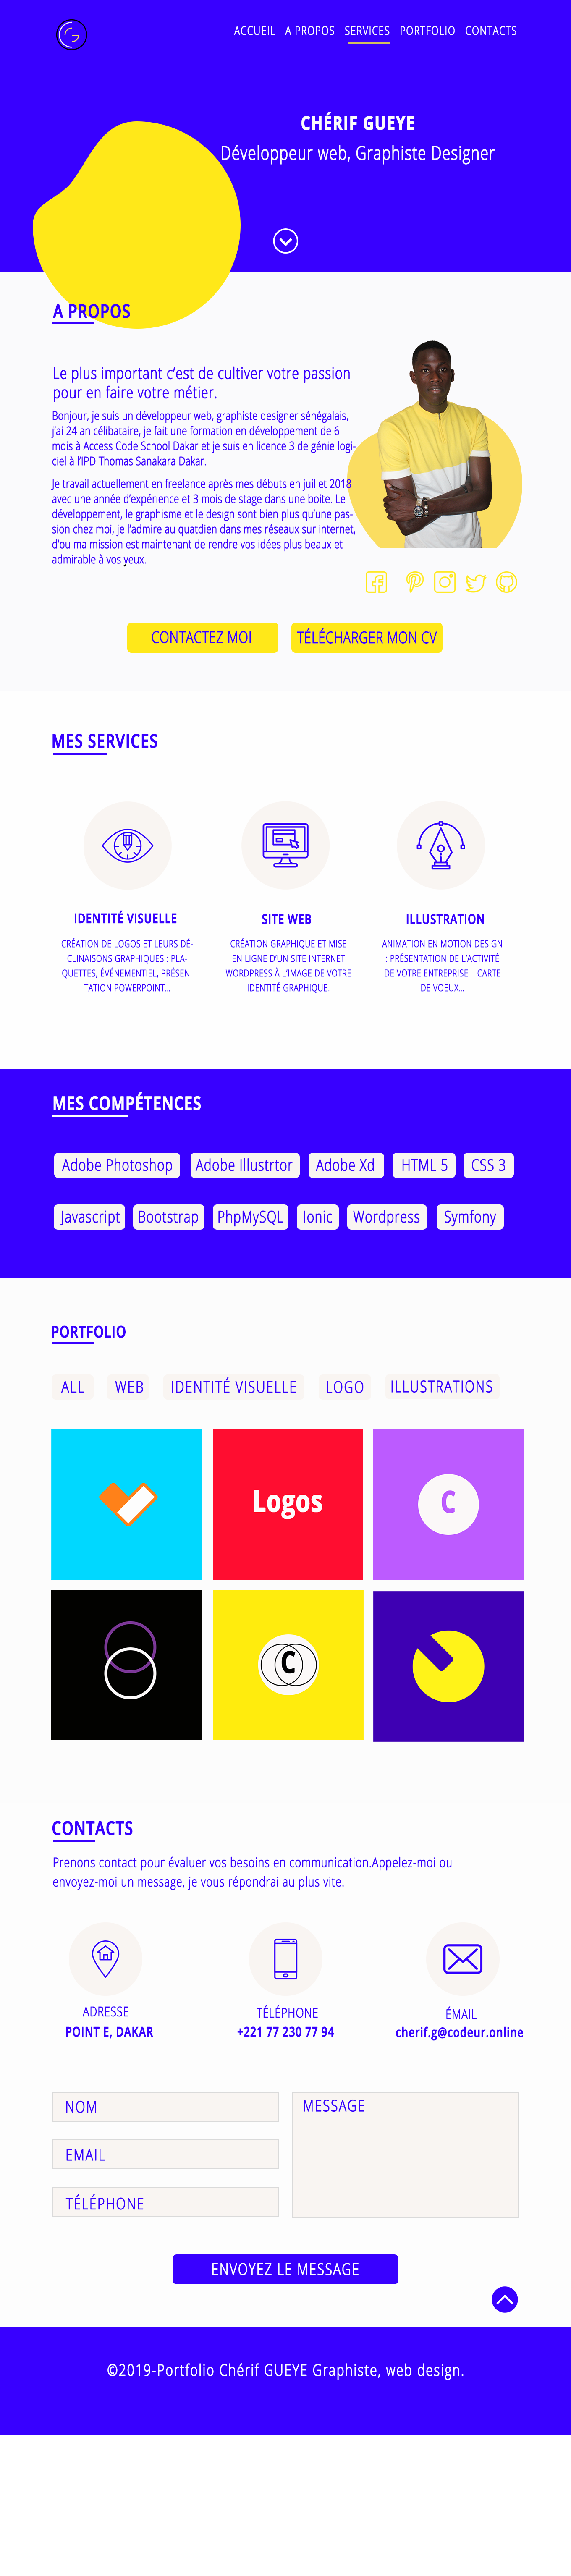 ACCUEIL A PROPOS SERVICES PORTFOLIO CONTACTS
CHÉRIF GUEYE
Développeur web, Graphiste Designer
A PROPOS
Le plus important c'est de cultiver votre passion
pour en faire votre métier.
Bonjour, je suis un développeur web, graphiste designer sénégalais,
j'ai 24 an célibataire, je fait une formation en développement de 6
mois à Access Code School Dakar et je suis en licence 3 de génie logi-
ciel à l'IPD Thomas Sanakara Dakar.
Je travail actuellement en freelance après mes débuts en juillet 2018
avec une année d'expérience et 3 mois de stage dans une boite. Le
développement, le graphisme et le design sont bien plus qu'une pas-
sion chez moi, je l'admire au quatdien dans mes réseaux sur internet,
d'ou ma mission est maintenant de rendre vos idées plus beaux et
admirable à vos yeux.
CONTACTEZ MOI
TÉLÉCHARGER MON CV
MES SERVICES
IDENTITÉ VISUELLE
CRÉATION DE LOGOS ET LEURS DÉ-
CLINAISONS GRAPHIQUES : PLA-
QUETTES, ÉVÉNEMENTIEL, PRÉSEN-
TATION POWERPOINT...
SITE WEB
CRÉATION GRAPHIQUE ET MISE
EN LIGNE D'UN SITE INTERNET
WORDPRESS À L'IMAGE DE VOTRE
IDENTITÉ GRAPHIQUE.
ILLUSTRATION
ANIMATION EN MOTION DESIGN
: PRÉSENTATION DE L'ACTIVITÉ
DE VOTRE ENTREPRISE – CARTE
DE VOEUX...
MES COMPÉTENCES
Adobe Photoshop Adobe Illustrtor Adobe Xd HTML 5 CSS 3
Javascript Bootstrap PhpMySQL Ionic Wordpress Symfony
PORTFOLIO
ALL WEB IDENTITÉ VISUELLE LOGO ILLUSTRATIONS
Logos
C
C
CONTACTS
Prenons contact pour évaluer vos besoins en communication.Appelez-moi ou
envoyez-moi un message, je vous répondrai au plus vite.
ADRESSE
POINT E, DAKAR
TÉLÉPHONE
+221 77 230 77 94
ÉMAIL
cherif.g@codeur.online
NOM
EMAIL
TÉLÉPHONE
MESSAGE
ENVOYEZ LE MESSAGE
©2019-Portfolio Chérif GUEYE Graphiste, web design.